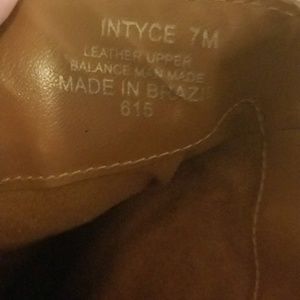 INTYCE 7M
LEATHER UPPER
BALANCE MAN MADE
MADE IN BRAZIL
615